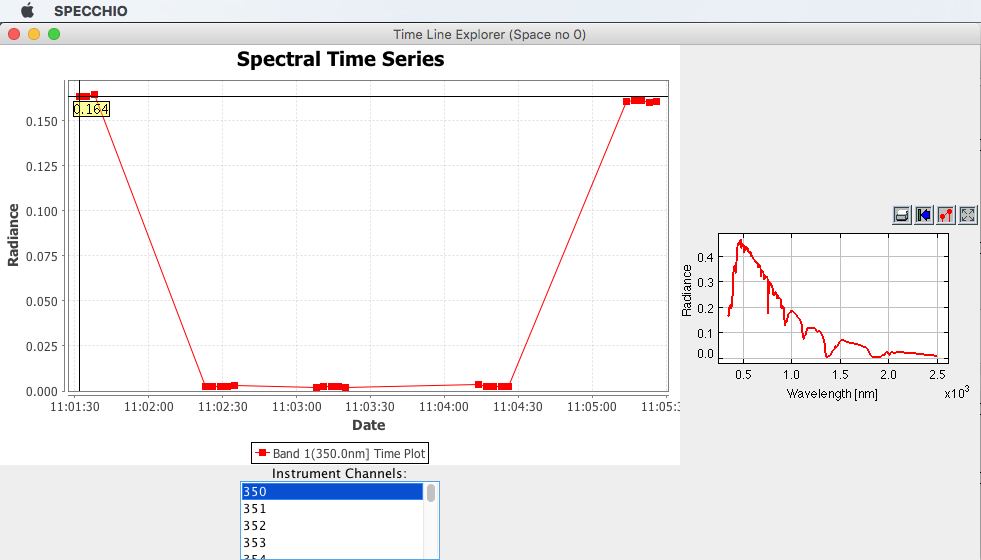 SPECCHIO
Time Line Explorer (Space no 0)
Spectral Time Series
Radiance
0.150
0.125
0.100
0.075
0.050
0.025
0.000
0.164
11:01:30 11:02:00 11:02:30 11:03:00 11:03:30 11:04:00 11:04:30 11:05:00 11:05:3
Date
Band 1(350.0nm] Time Plot
Instrument Channels:
350
351
352
353
354
Radiance
0.4
0.3
0.2
0.1
0.0
0.5 1.0 1.5 2.0 2.5
Wavelength [nm] x10³